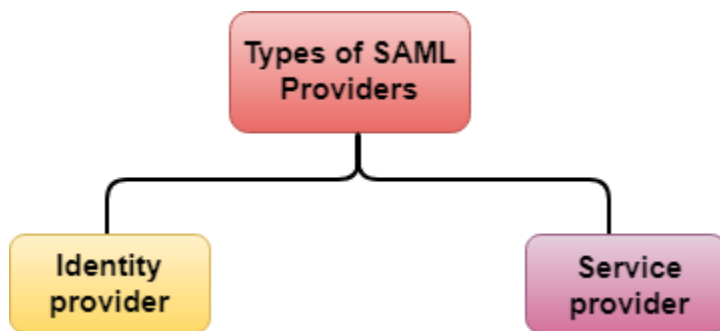 Types of SAML
Providers
Identity
provider
Service
provider